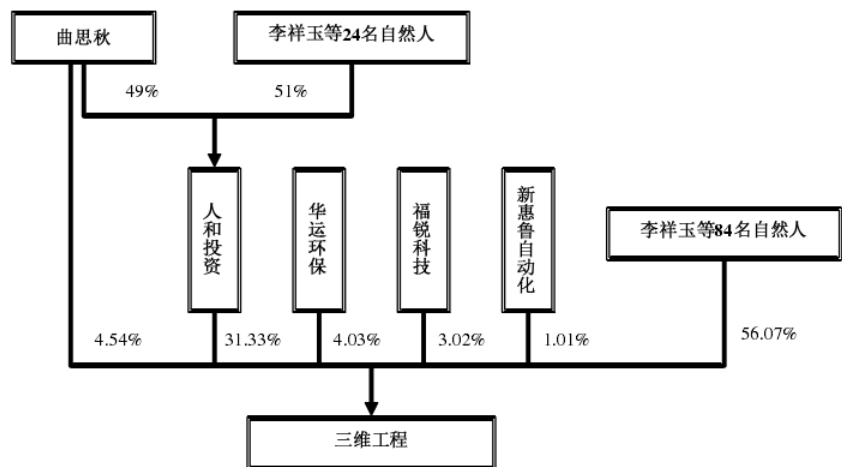 曲思秋
李祥玉等24名自然人
49%
51%
人和投资
华运环保
福锐科技
新惠鲁自动化
李祥玉等84名自然人
4.54%
31.33%
4.03%
3.02%
1.01%
56.07%
三维工程